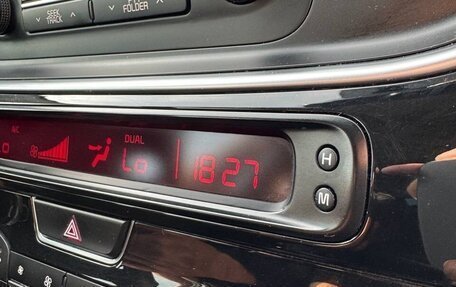 SEEK
TRACK
FOLDER
A/C
DUAL
Lo
18:27
H
M